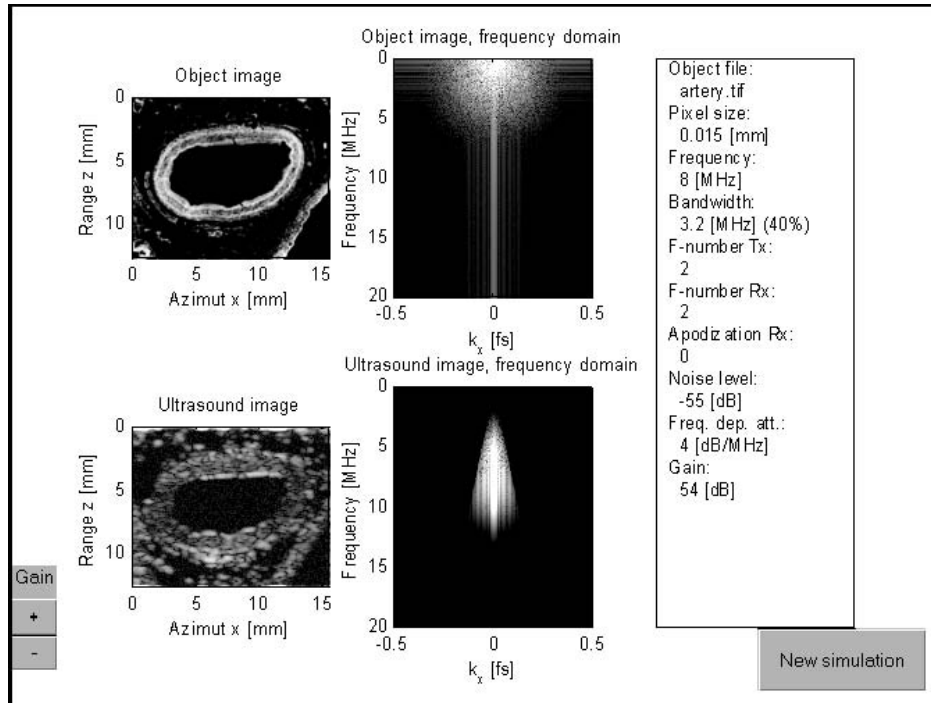 Object image
0
5
10
Range z [mm]
0 5 10 15
Azimut x [mm]
Object image, frequency domain
0
5
10
15
20
Frequency [MHz]
-0.5 0 0.5
k_x [fs]
Ultrasound image
0
5
10
Range z [mm]
0 5 10 15
Azimut x [mm]
Ultrasound image, frequency domain
0
5
10
15
20
Frequency [MHz]
-0.5 0 0.5
k_x [fs]
Object file:
artery.tif
Pixel size:
0.015 [mm]
Frequency:
8 [MHz]
Bandwidth:
3.2 [MHz] (40%)
F-number Tx:
2
F-number Rx:
2
Apodization Rx:
0
Noise level:
-55 [dB]
Freq. dep. att.:
4 [dB/MHz]
Gain:
54 [dB]
Gain
+
-
New simulation